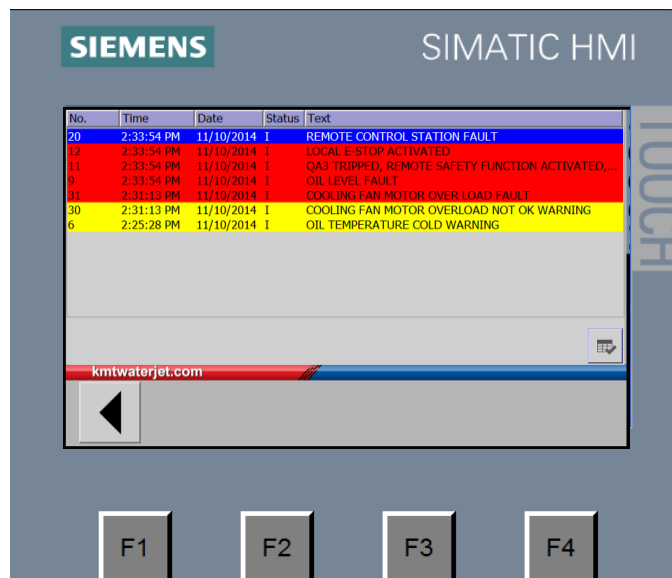 SIEMENS
SIMATIC HMI
TOUCH
No. Time Date Status Text
20 2:33:54 PM 11/10/2014 I REMOTE CONTROL STATION FAULT
12 2:33:54 PM 11/10/2014 I LOCAL E-STOP ACTIVATED
11 2:33:54 PM 11/10/2014 I QA3 TRIPPED, REMOTE SAFETY FUNCTION ACTIVATED,...
9 2:33:54 PM 11/10/2014 I OIL LEVEL FAULT
31 2:31:13 PM 11/10/2014 I COOLING FAN MOTOR OVER LOAD FAULT
30 2:31:13 PM 11/10/2014 I COOLING FAN MOTOR OVERLOAD NOT OK WARNING
6 2:25:28 PM 11/10/2014 I OIL TEMPERATURE COLD WARNING
kmtwaterjet.com
F1 F2 F3 F4